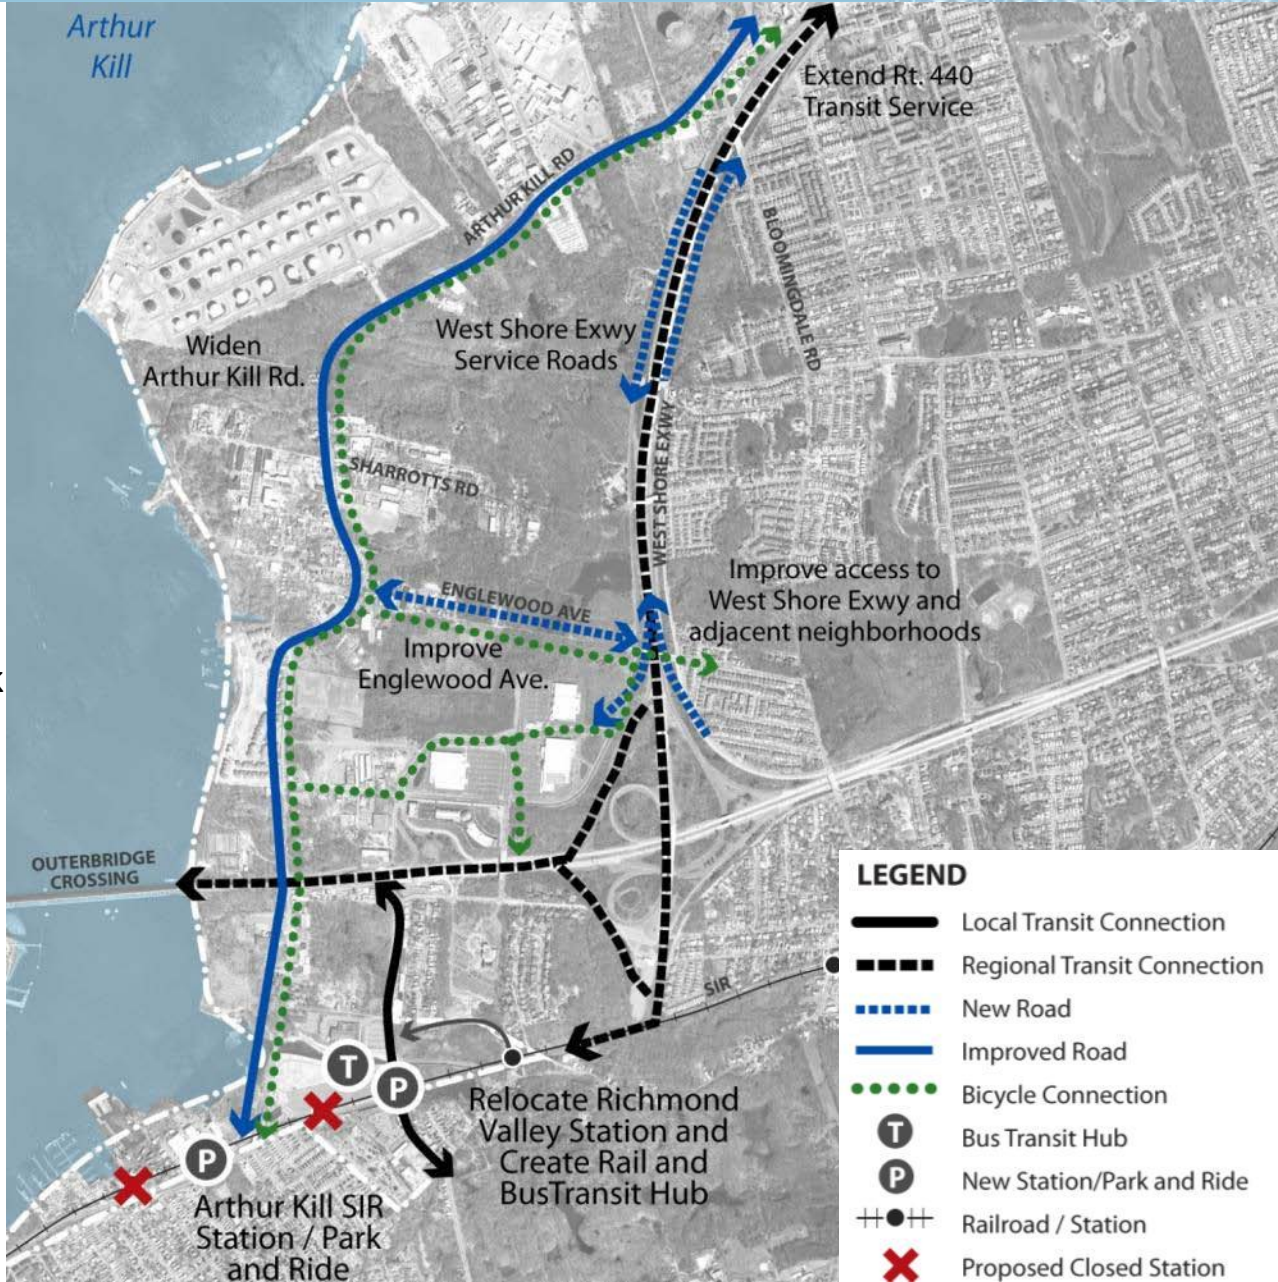 Arthur
Kill
Extend Rt. 440
Transit Service
ARTHUR KILL RD
BLOOMINGDALE RD
West Shore Exwy
Service Roads
Widen
Arthur Kill Rd.
WEST SHORE EXWY
SHARROTTS RD
Improve access to
West Shore Exwy and
adjacent neighborhoods
ENGLEWOOD AVE
Improve
Englewood Ave.
OUTERBRIDGE
CROSSING
SIR
T
P
Relocate Richmond
Valley Station and
Create Rail and
BusTransit Hub
P
Arthur Kill SIR
Station / Park
and Ride
LEGEND
Local Transit Connection
Regional Transit Connection
New Road
Improved Road
Bicycle Connection
T Bus Transit Hub
P New Station/Park and Ride
Railroad / Station
Proposed Closed Station